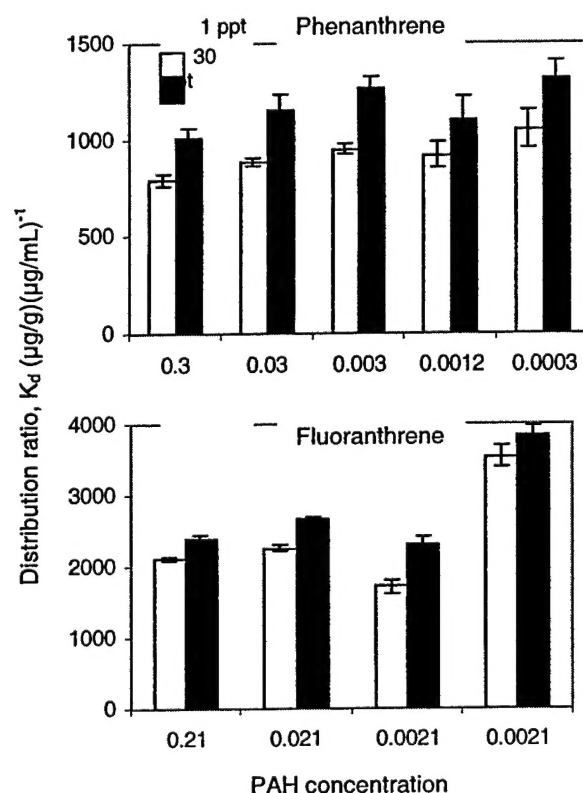 1 ppt Phenanthrene
30
Distribution ratio, Kd (µg/g)(µg/mL)⁻¹
1500
1000
500
0
0.3 0.03 0.003 0.0012 0.0003
Fluoranthrene
4000
3000
2000
1000
0
0.21 0.021 0.0021 0.0021
PAH concentration